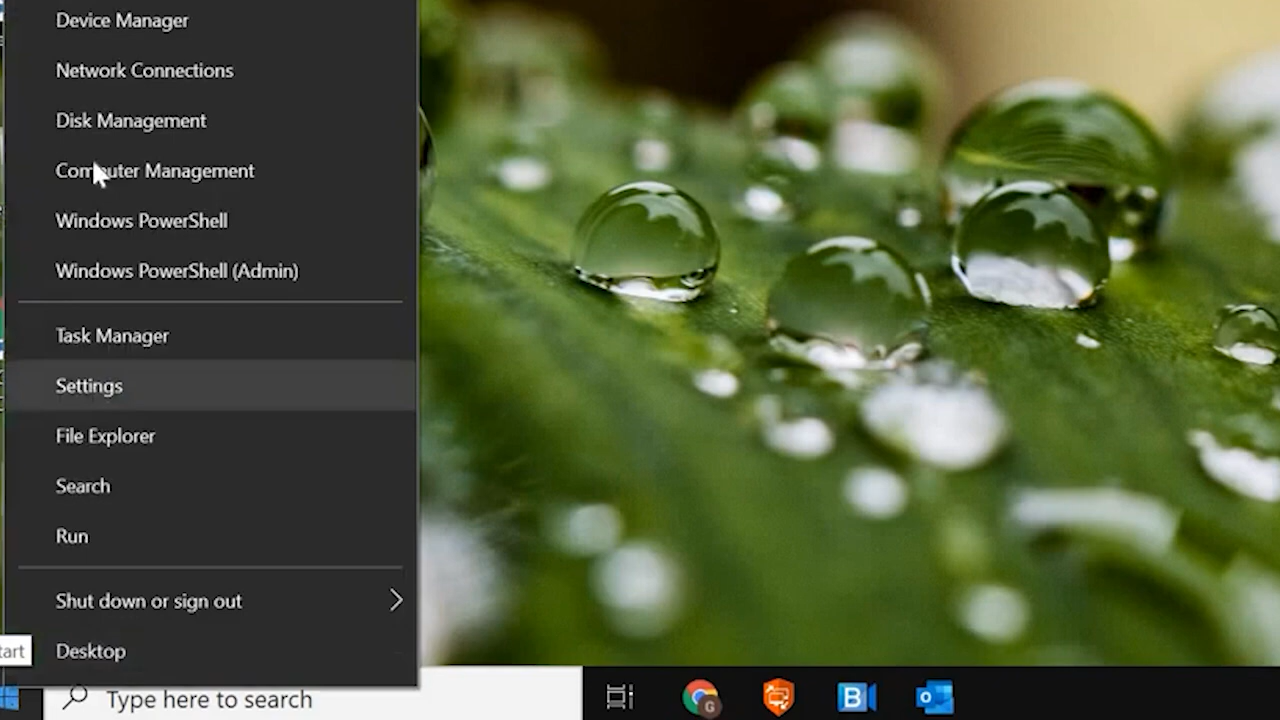 Device Manager
Network Connections
Disk Management
Computer Management
Windows PowerShell
Windows PowerShell (Admin)
Task Manager
Settings
File Explorer
Search
Run
Shut down or sign out
Desktop
tart
Type here to search
G
B
o